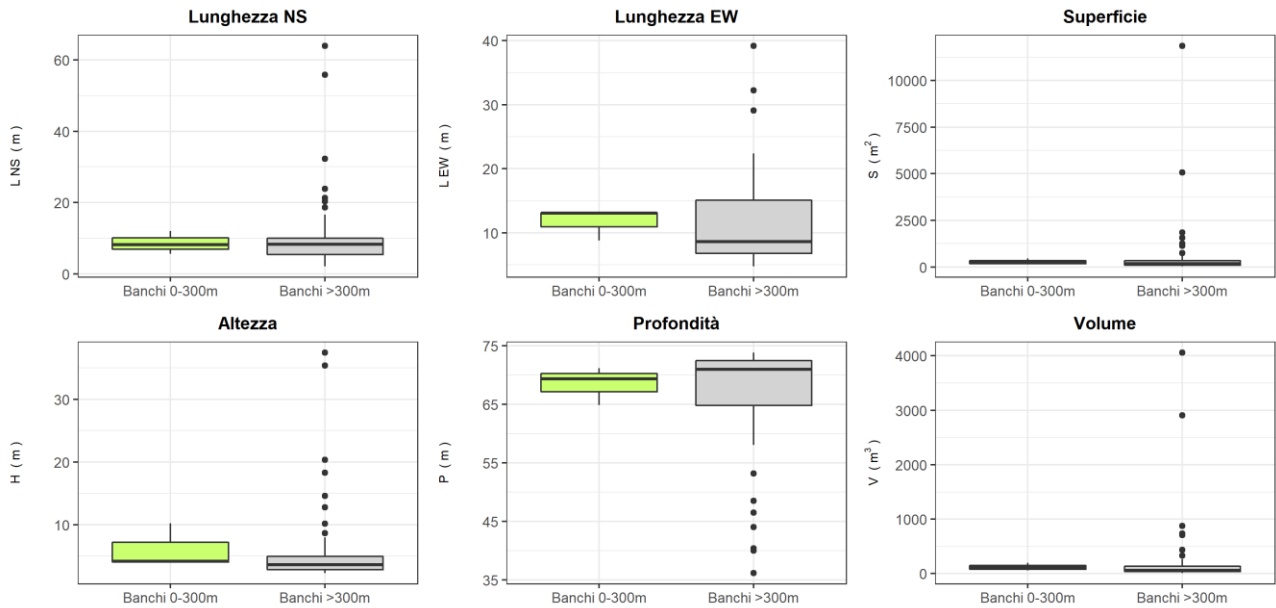 Lunghezza NS
L NS ( m )
60
40
20
0
Banchi 0-300m
Banchi >300m
Lunghezza EW
L EW ( m )
40
30
20
10
Banchi 0-300m
Banchi >300m
Superficie
S ( m² )
10000
7500
5000
2500
0
Banchi 0-300m
Banchi >300m
Altezza
H ( m )
30
20
10
Banchi 0-300m
Banchi >300m
Profondità
P ( m )
75
65
55
45
35
Banchi 0-300m
Banchi >300m
Volume
V ( m³ )
4000
3000
2000
1000
0
Banchi 0-300m
Banchi >300m